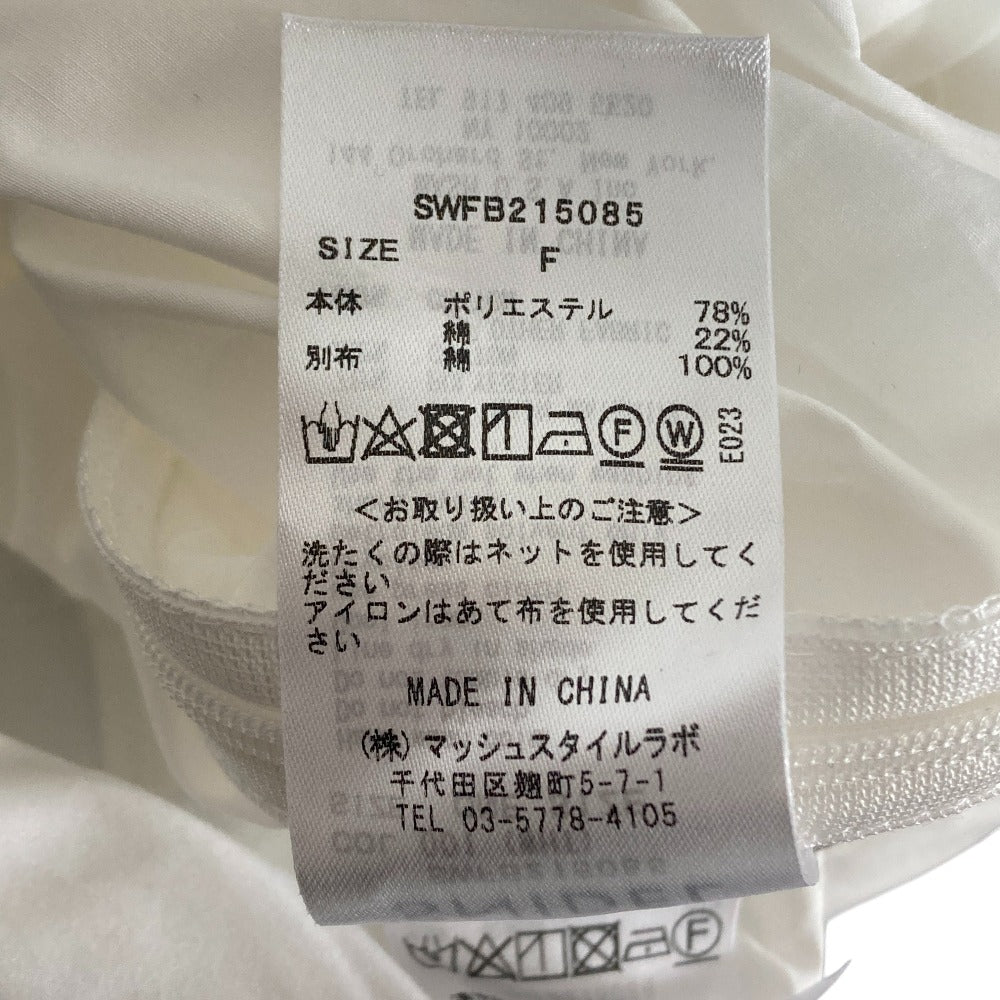 SWFB215085
SIZE F
本体 ポリエステル 78%
綿 22%
別布 綿 100%
F W E023
<お取り扱い上のご注意>
洗たくの際はネットを使用してく
ださい
アイロンはあて布を使用してくだ
さい
MADE IN CHINA
(株)マッシュスタイルラボ
千代田区麹町5-7-1
TEL 03-5778-4105
F